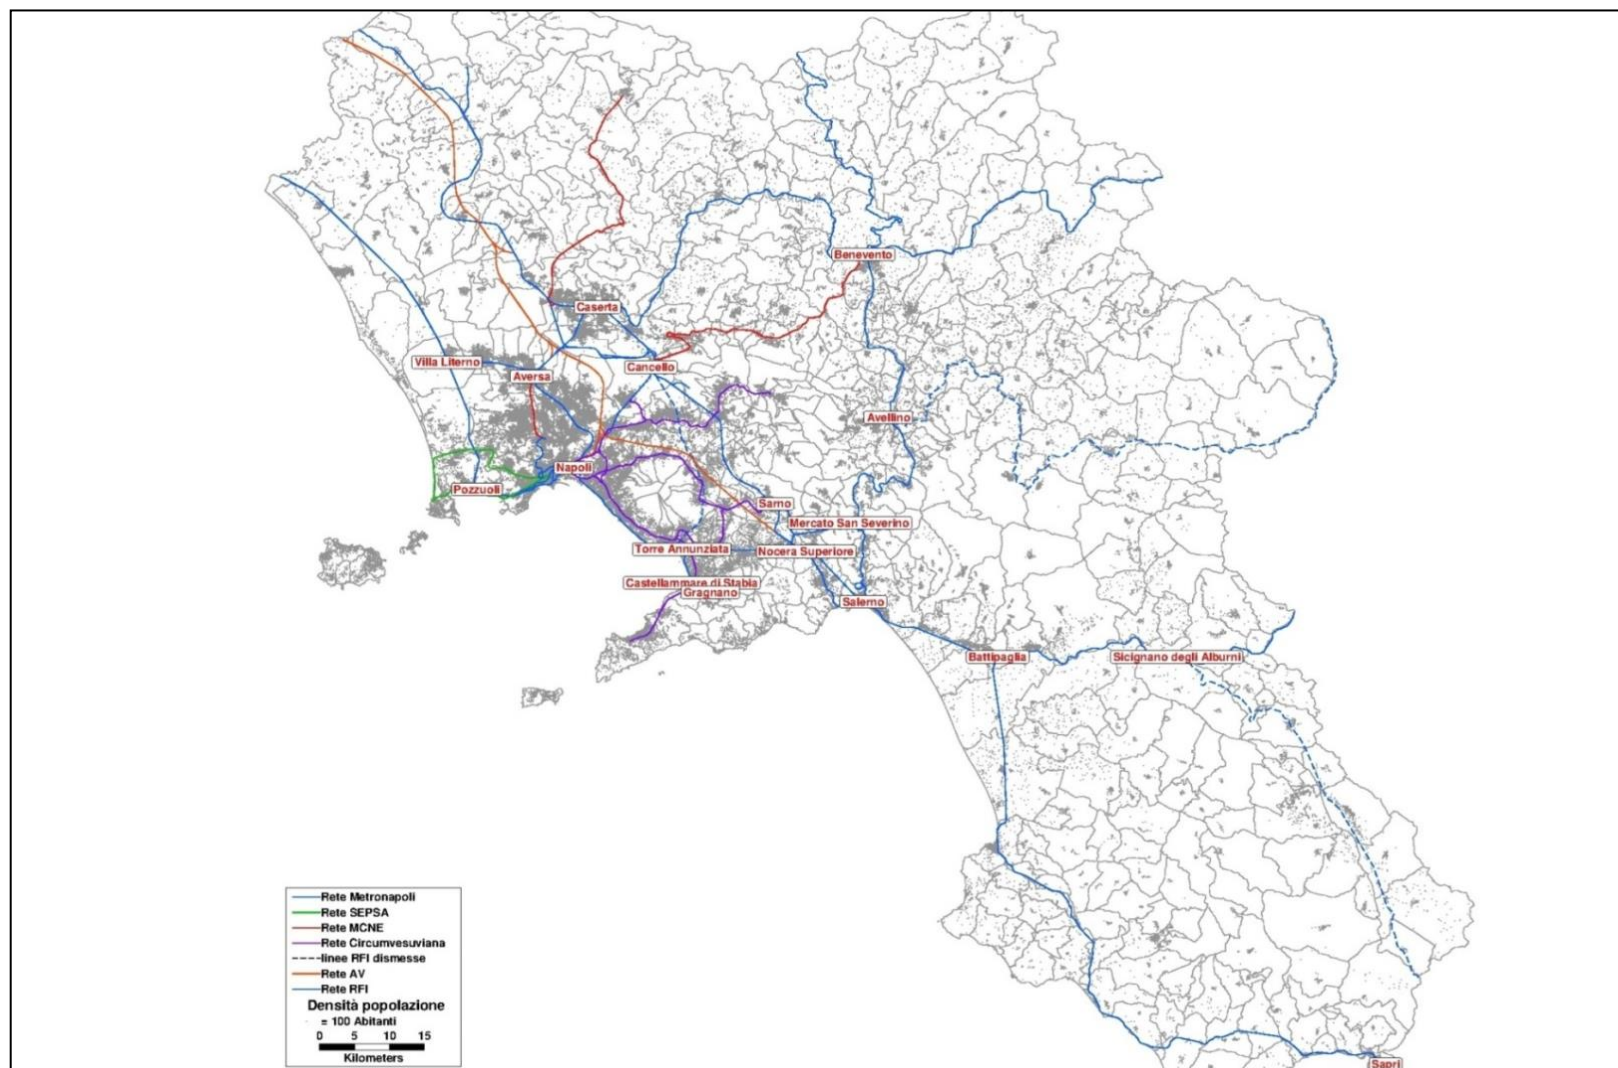 Benevento
Caserta
Villa Literno
Cancello
Aversa
Avellino
Napoli
Pozzuoli
Sarno
Mercato San Severino
Torre Annunziata
Nocera Superiore
Castellammare di Stabia
Gragnano
Salerno
Battipaglia
Sicignano degli Alburni
Rete Metronapoli
Rete SEPSA
Rete MCNE
Rete Circumvesuviana
linee RFI dismesse
Rete AV
Rete RFI
Densità popolazione
= 100 Abitanti
0 5 10 15
Kilometers
Sapri